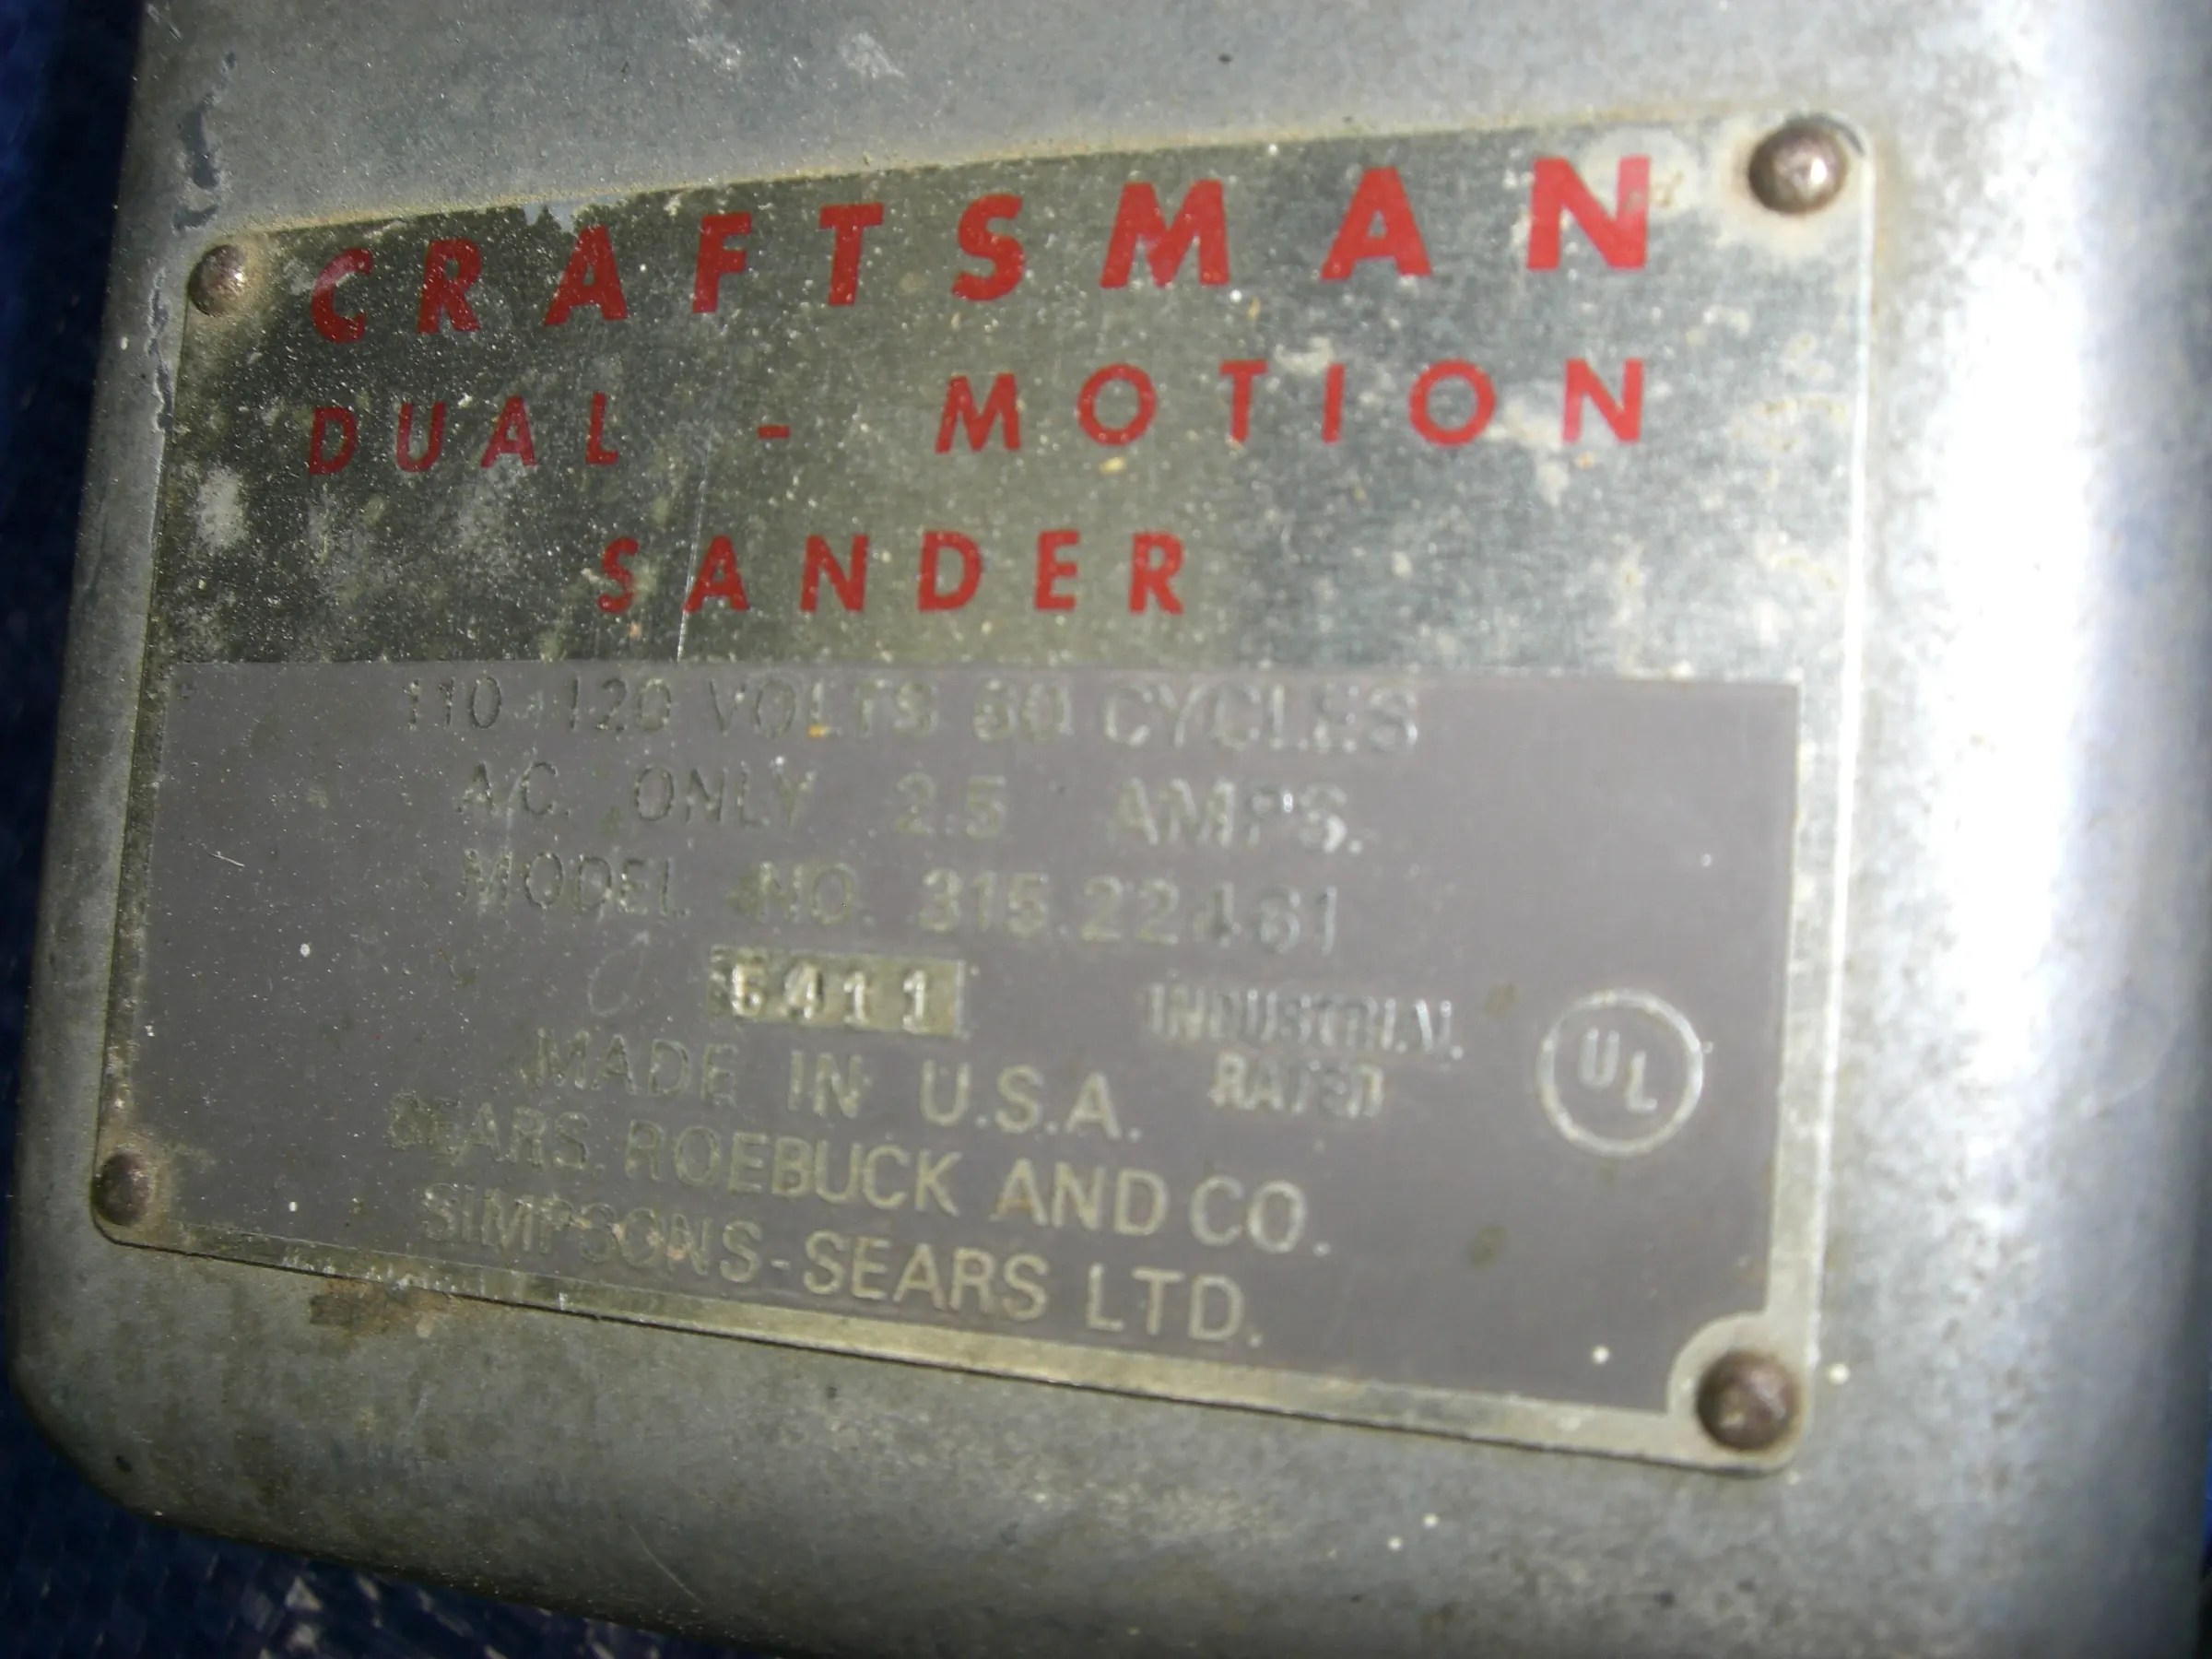 CRAFTSMAN
DUAL - MOTION
SANDER
110-120 VOLTS 60 CYCLES
A/C. ONLY 2.5 AMPS.
MODEL NO. 315.22461
5411
INDUSTRIAL
RATED
UL
MADE IN U.S.A.
SEARS, ROEBUCK AND CO.
SIMPSONS-SEARS LTD.